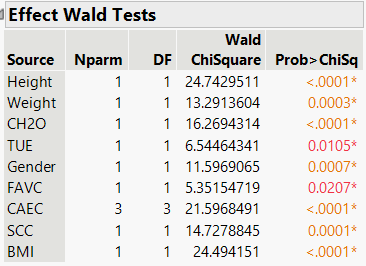 Effect Wald Tests
Wald
Source Nparm DF ChiSquare Prob>ChiSq
Height 1 1 24.7429511 <.0001*
Weight 1 1 13.2913604 0.0003*
CH2O 1 1 16.2694314 <.0001*
TUE 1 1 6.54464341 0.0105*
Gender 1 1 11.5969065 0.0007*
FAVC 1 1 5.35154719 0.0207*
CAEC 3 3 21.5968491 <.0001*
SCC 1 1 14.7278845 0.0001*
BMI 1 1 24.494151 <.0001*